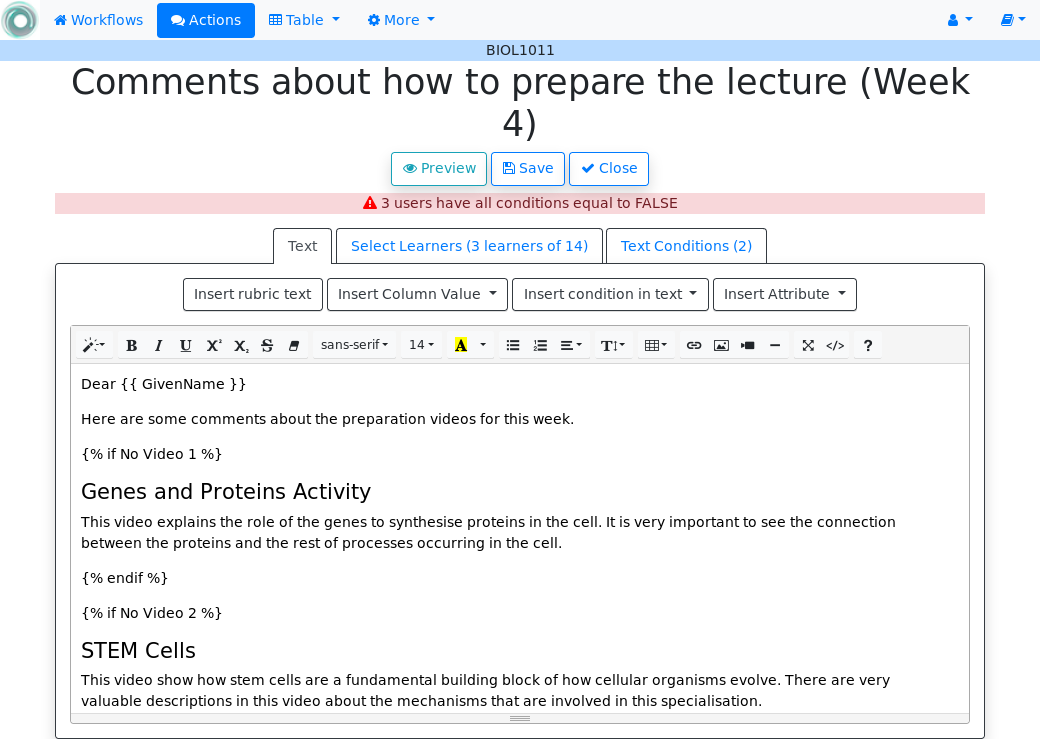 Workflows Actions Table More
BIOL1011
Comments about how to prepare the lecture (Week
4)
Preview Save Close
3 users have all conditions equal to FALSE
Text Select Learners (3 learners of 14) Text Conditions (2)
Insert rubric text Insert Column Value Insert condition in text Insert Attribute
B I U X² X₂ S sans-serif 14 A T </> ?
Dear {{ GivenName }}
Here are some comments about the preparation videos for this week.
{% if No Video 1 %}
Genes and Proteins Activity
This video explains the role of the genes to synthesise proteins in the cell. It is very important to see the connection
between the proteins and the rest of processes occurring in the cell.
{% endif %}
{% if No Video 2 %}
STEM Cells
This video show how stem cells are a fundamental building block of how cellular organisms evolve. There are very
valuable descriptions in this video about the mechanisms that are involved in this specialisation.